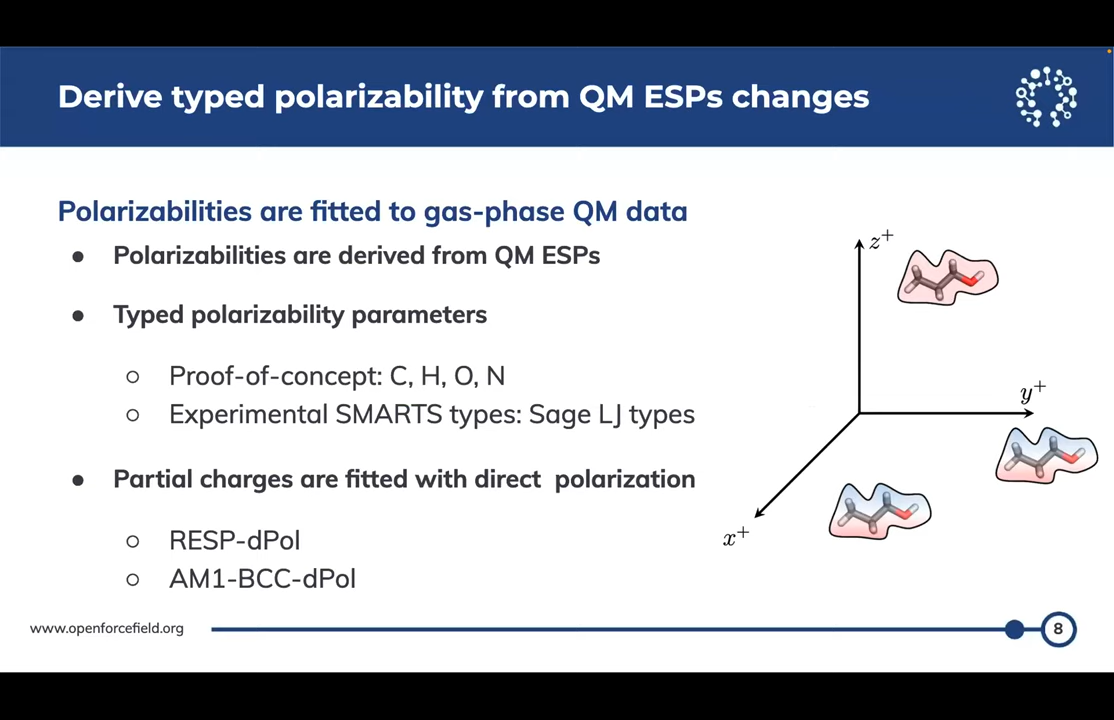 Derive typed polarizability from QM ESPs changes
Polarizabilities are fitted to gas-phase QM data
● Polarizabilities are derived from QM ESPs
● Typed polarizability parameters
○ Proof-of-concept: C, H, O, N
○ Experimental SMARTS types: Sage LJ types
● Partial charges are fitted with direct polarization
○ RESP-dPol
○ AM1-BCC-dPol
z⁺
y⁺
x⁺
www.openforcefield.org
8